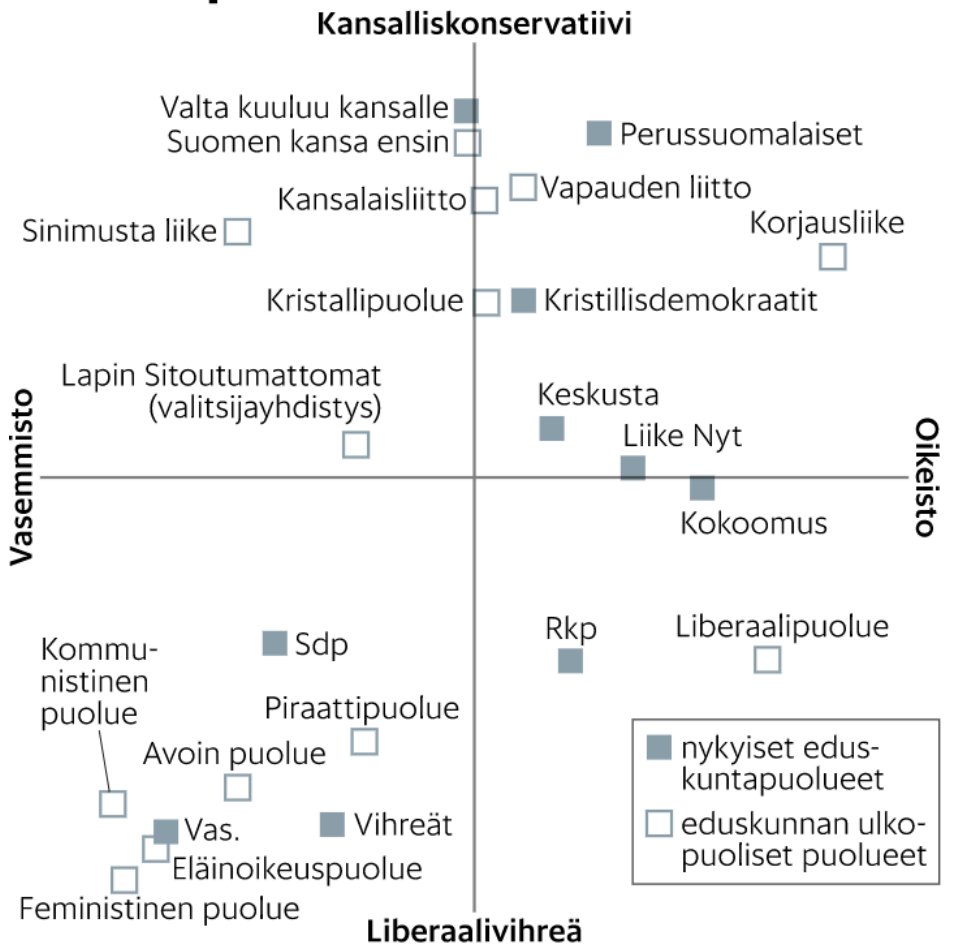 Kansalliskonservatiivi
Valta kuuluu kansalle
Perussuomalaiset
Suomen kansa ensin
Kansalaisliitto
Vapauden liitto
Sinimusta liike
Korjausliike
Kristallipuolue
Kristillisdemokraatit
Lapin Sitoutumattomat
(valitsijayhdistys)
Keskusta
Liike Nyt
Vasemmisto
Oikeisto
Kokoomus
Kommu-
nistinen
puolue
Sdp
Rkp
Liberaalipuolue
Piraattipuolue
Avoin puolue
Vas.
Vihreät
Eläinoikeuspuolue
Feministinen puolue
nykyiset edus-
kuntapuolueet
eduskunnan ulko-
puoliset puolueet
Liberaalivihreä